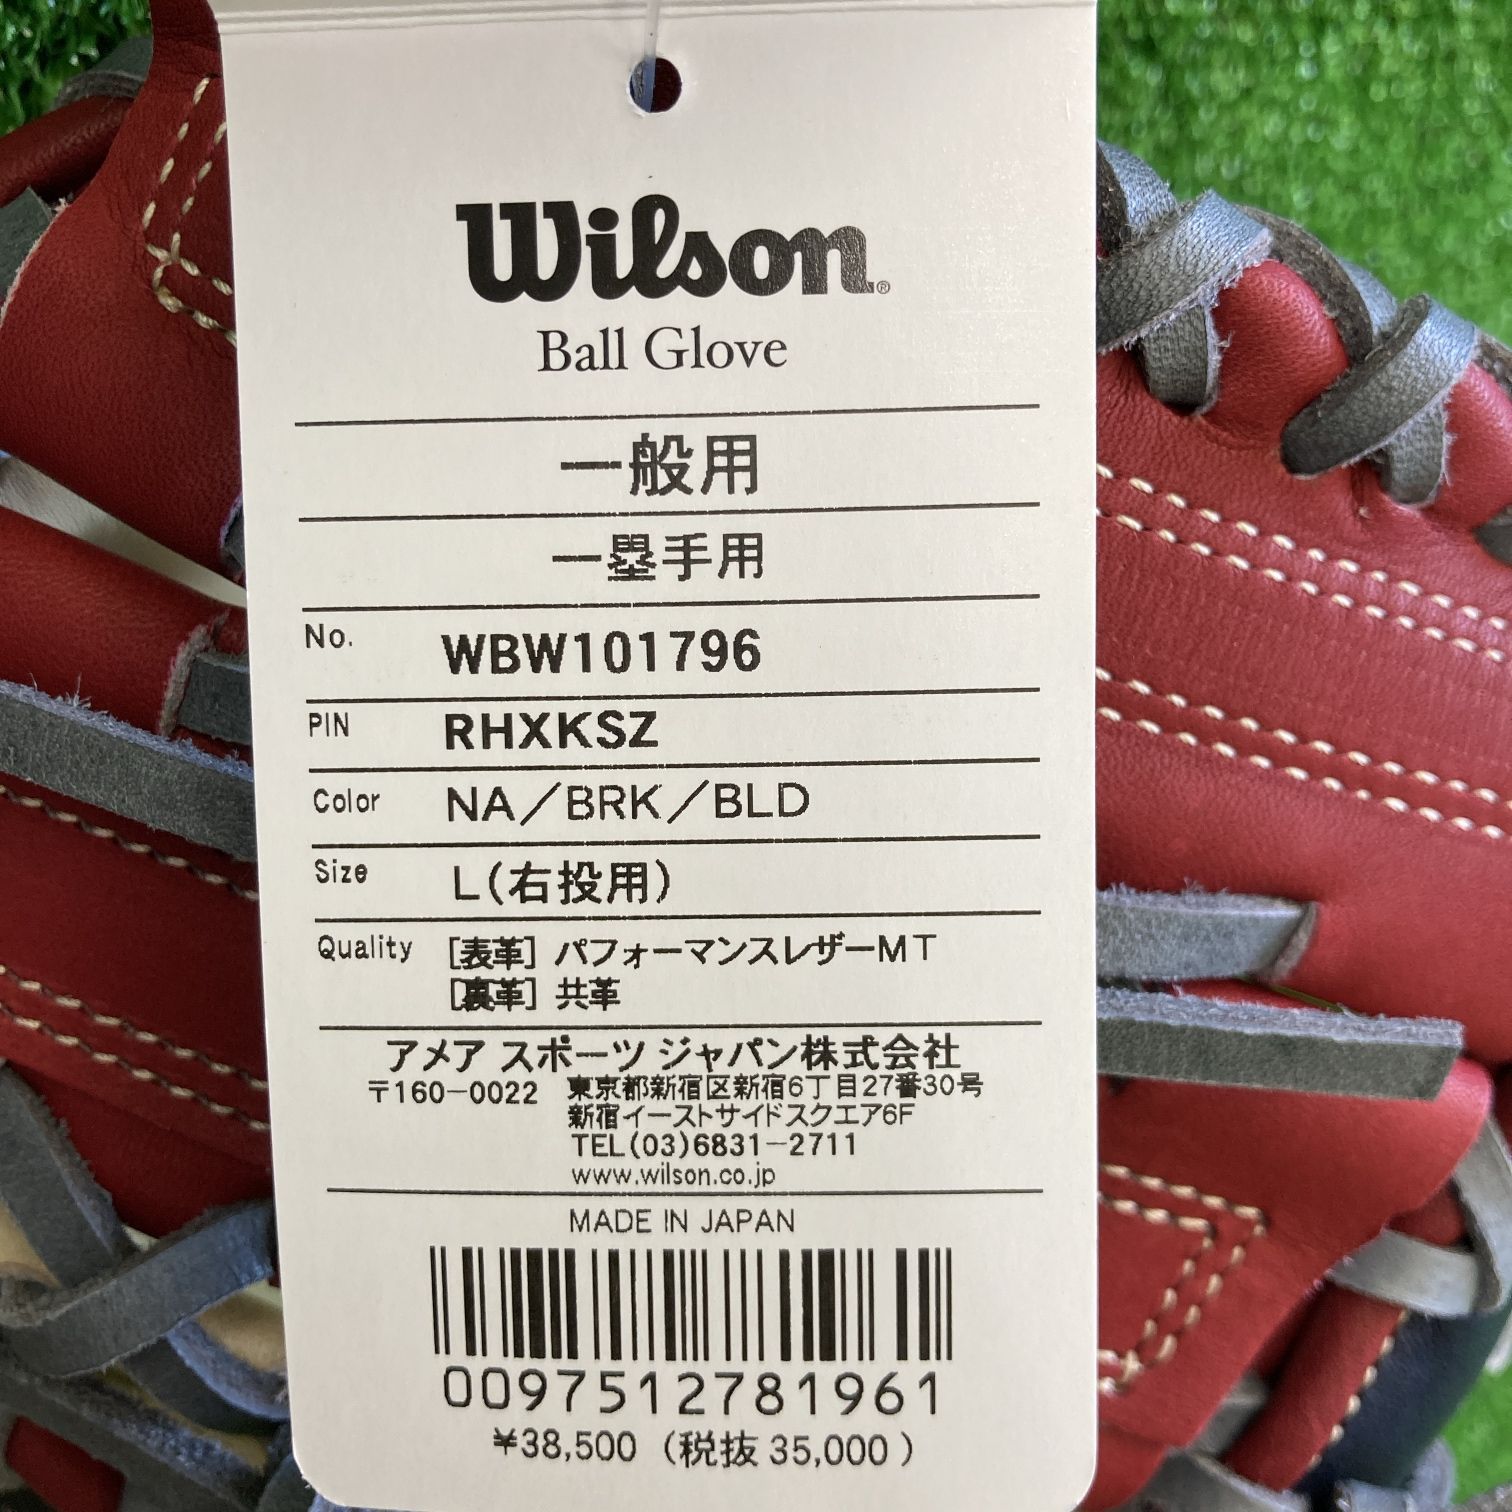 Wilson®
Ball Glove
一般用
一塁手用
No. WBW101796
PIN RHXKSZ
Color NA／BRK／BLD
Size L(右投用)
Quality [表革] パフォーマンスレザーMT
[裏革] 共革
アメア スポーツ ジャパン株式会社
〒160-0022 東京都新宿区新宿6丁目27番30号
新宿イーストサイドスクエア6F
TEL(03)6831-2711
www.wilson.co.jp
MADE IN JAPAN
0097512781961
¥38,500 (税抜 35,000 )